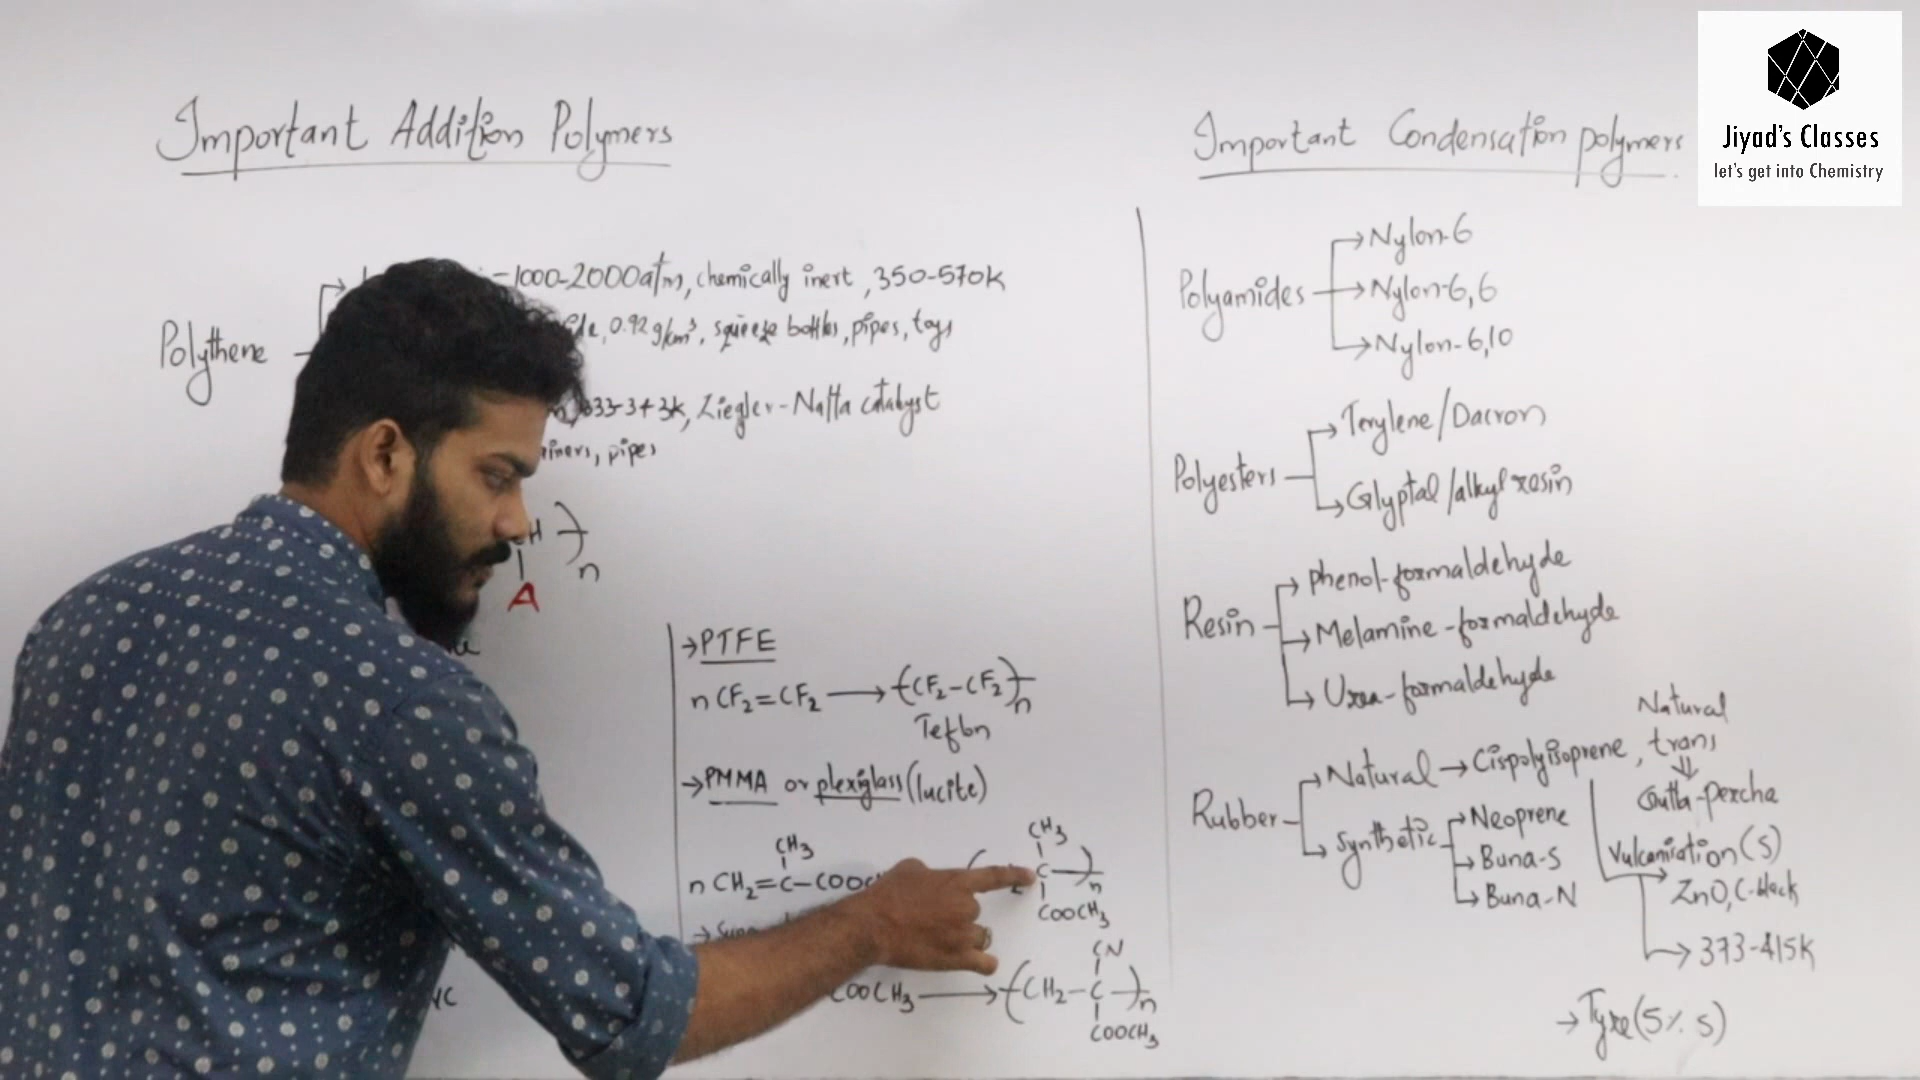 Important Addition Polymers
Polythene
-1000-2000atm, chemically inert, 350-570K
0.92 g/cm³, squeeze bottles, pipes, toys
Ziegler-Natta catalyst
pipes
H )n
A
→PTFE
nCF₂=CF₂ ⟶ (CF₂-CF₂)n
Teflon
→PMMA or plexiglass (lucite)
CH₃
nCH₂=C-COOC
CH₃
C )n
COOCH₃
COOCH₃ ⟶ (CH₂-C-)n
CN
COOCH₃
Important Condensation polymers
Polyamides
→Nylon-6
→Nylon-6,6
→Nylon-6,10
Polyesters
→Terylene/Dacron
→Glyptal/alkyl resin
Resin
→phenol-formaldehyde
→Melamine-formaldehyde
→Urea-formaldehyde
Rubber
→Natural→Cispolyisoprene,
Natural
trans
⇓
Gutta-percha
→Synthetic
→Neoprene
→Buna-S
→Buna-N
Vulcanisation(S)
→ZnO, C-black
→373-415K
→Tyre(5% S)
Jiyad's Classes
let's get into Chemistry